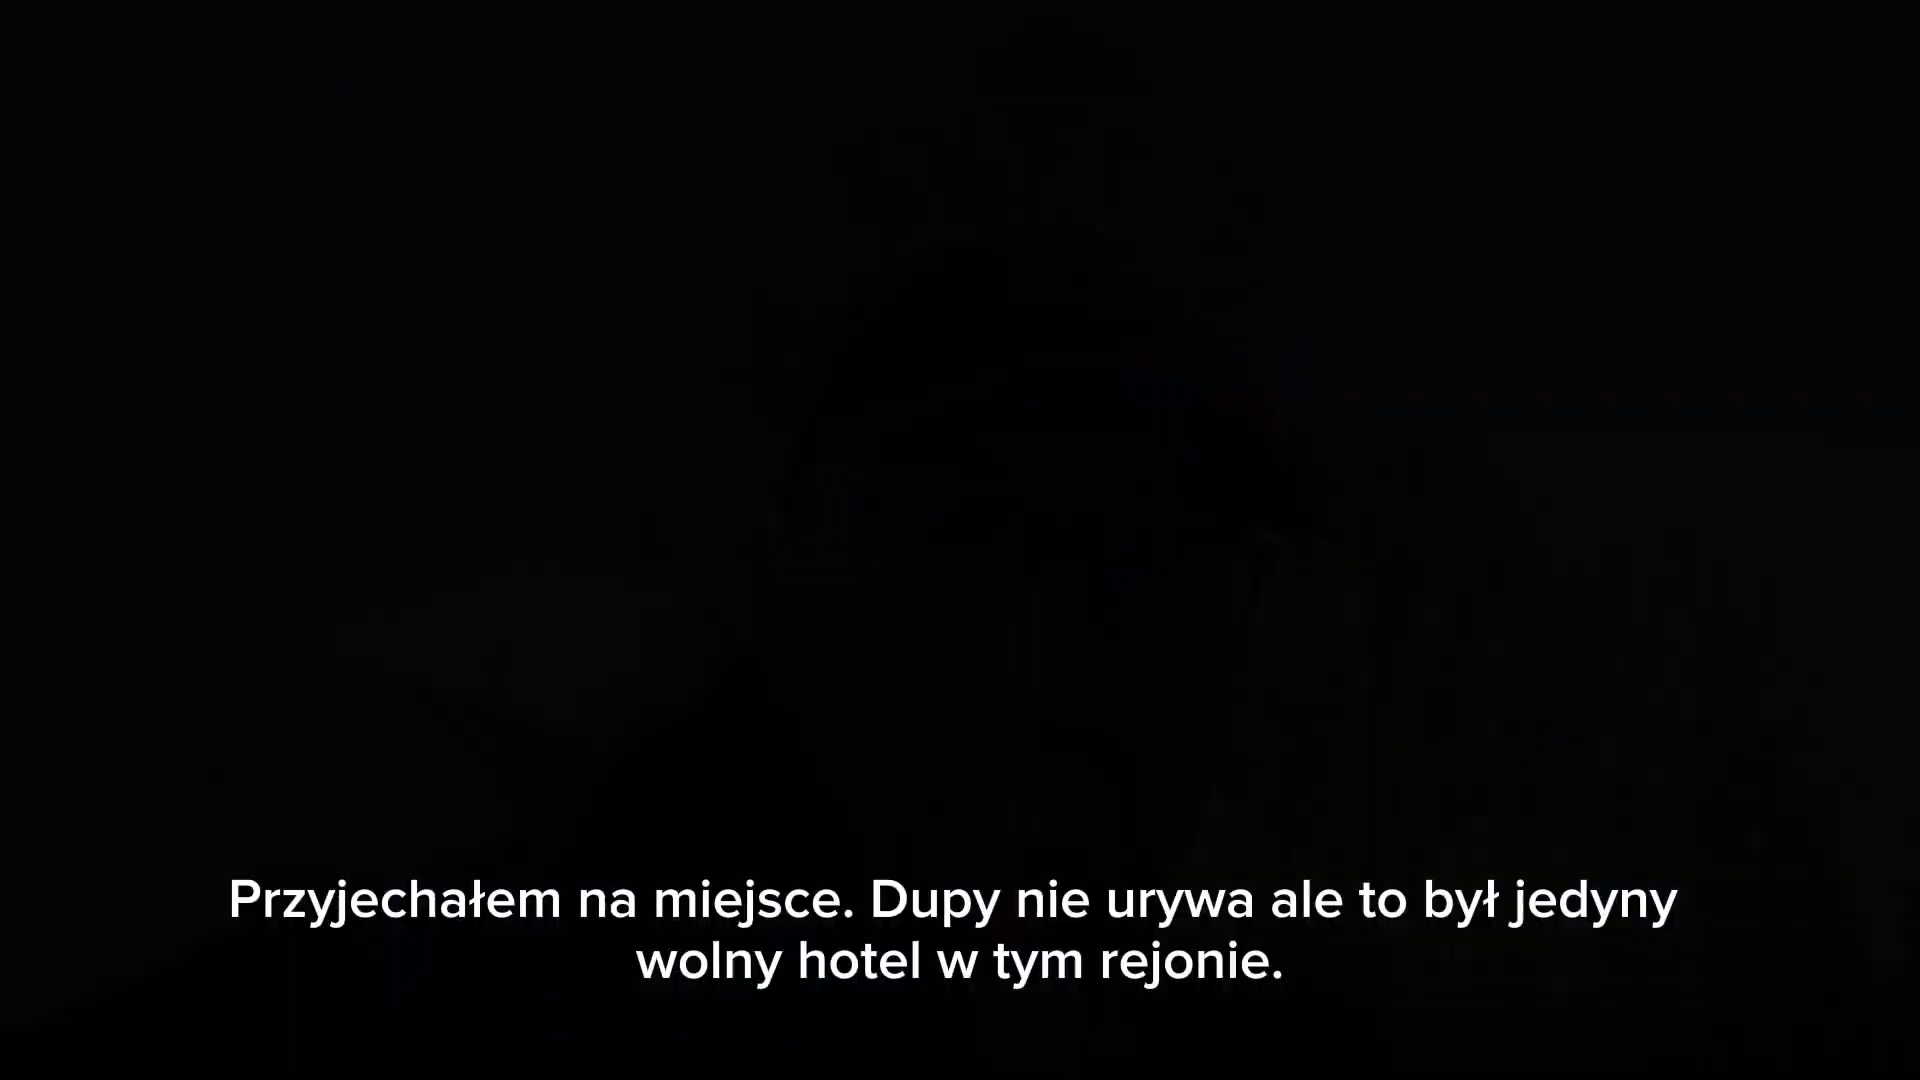 Przyjechałem na miejsce. Dupy nie urywa ale to był jedyny
wolny hotel w tym rejonie.